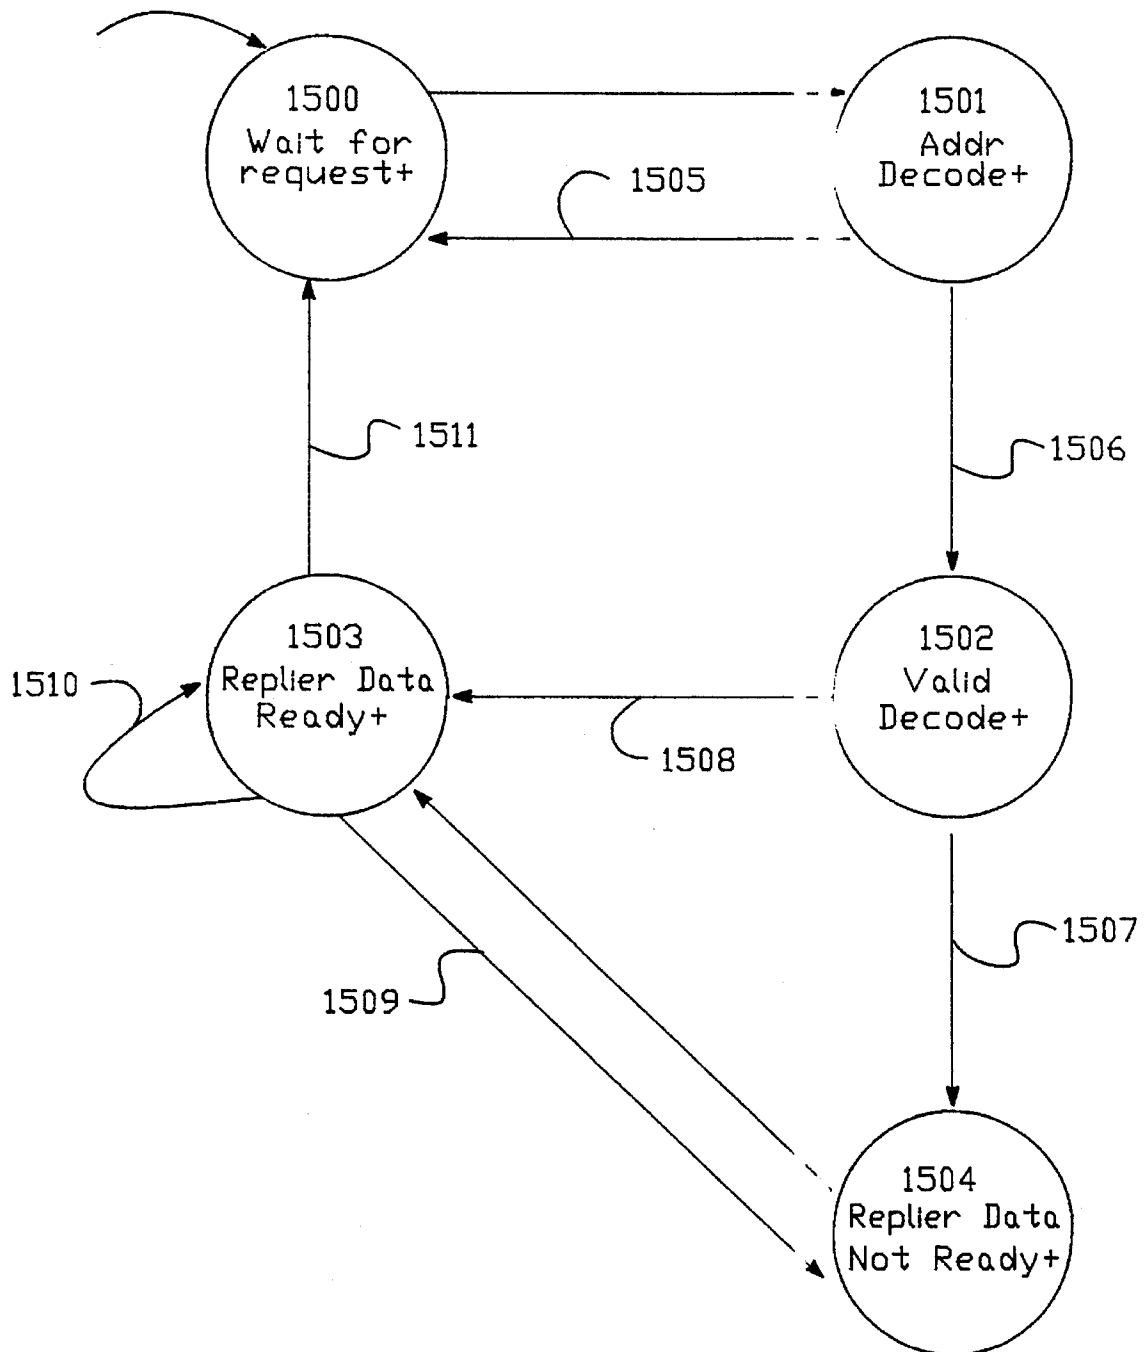 1500
Wait for
request+
1501
Addr
Decode+
1505
1511
1506
1503
Replier Data
Ready+
1510
1502
Valid
Decode+
1508
1507
1509
1504
Replier Data
Not Ready+